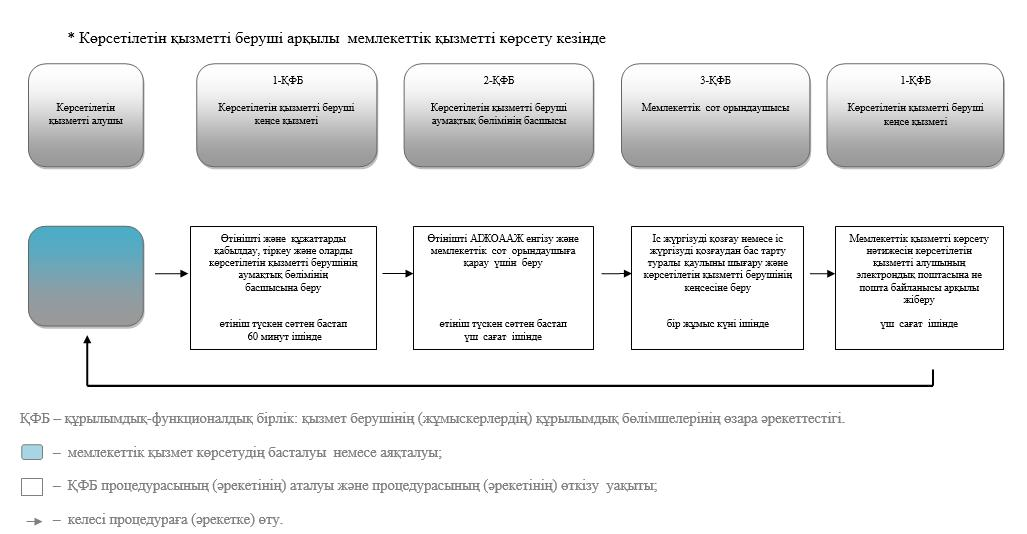 * Көрсетілетін қызметті беруші арқылы мемлекеттік қызметті көрсету кезінде
Көрсетілетін
қызметті алушы
1-ҚФБ
Көрсетілетін қызметті беруші
кеңсе қызметі
2-ҚФБ
Көрсетілетін қызметті беруші
аумақтық бөлімінің басшысы
3-ҚФБ
Мемлекеттік сот орындаушысы
1-ҚФБ
Көрсетілетін қызметті беруші
кеңсе қызметі
Өтінішті және құжаттарды
қабылдау, тіркеу және оларды
көрсетілетін қызметті берушінің
аумақтық бөлімінің
басшысына беру
өтініш түскен сәттен бастап
60 минут ішінде
Өтінішті АІЖОААЖ енгізу және
мемлекеттік сот орындаушыға
қарау үшін беру
өтініш түскен сәттен бастап
үш сағат ішінде
Іс жүргізуді қозғау немесе іс
жүргізуді қозғаудан бас тарту
туралы қаулыны шығару және
көрсетілетін қызметті берушінің
кеңсесіне беру
бір жұмыс күні ішінде
Мемлекеттік қызметті көрсету
нәтижесін көрсетілетін
қызметті алушының
электрондық поштасына не
пошта байланысы арқылы
жіберу
үш сағат ішінде
ҚФБ – құрылымдық-функционалдық бірлік: қызмет берушінің (жұмыскерлердің) құрылымдық бөлімшелерінің өзара әрекеттестігі.
– мемлекеттік қызмет көрсетудің басталуы немесе аяқталуы;
– ҚФБ процедурасының (әрекетінің) аталуы және процедурасының (әрекетінің) өткізу уақыты;
– келесі процедураға (әрекетке) өту.